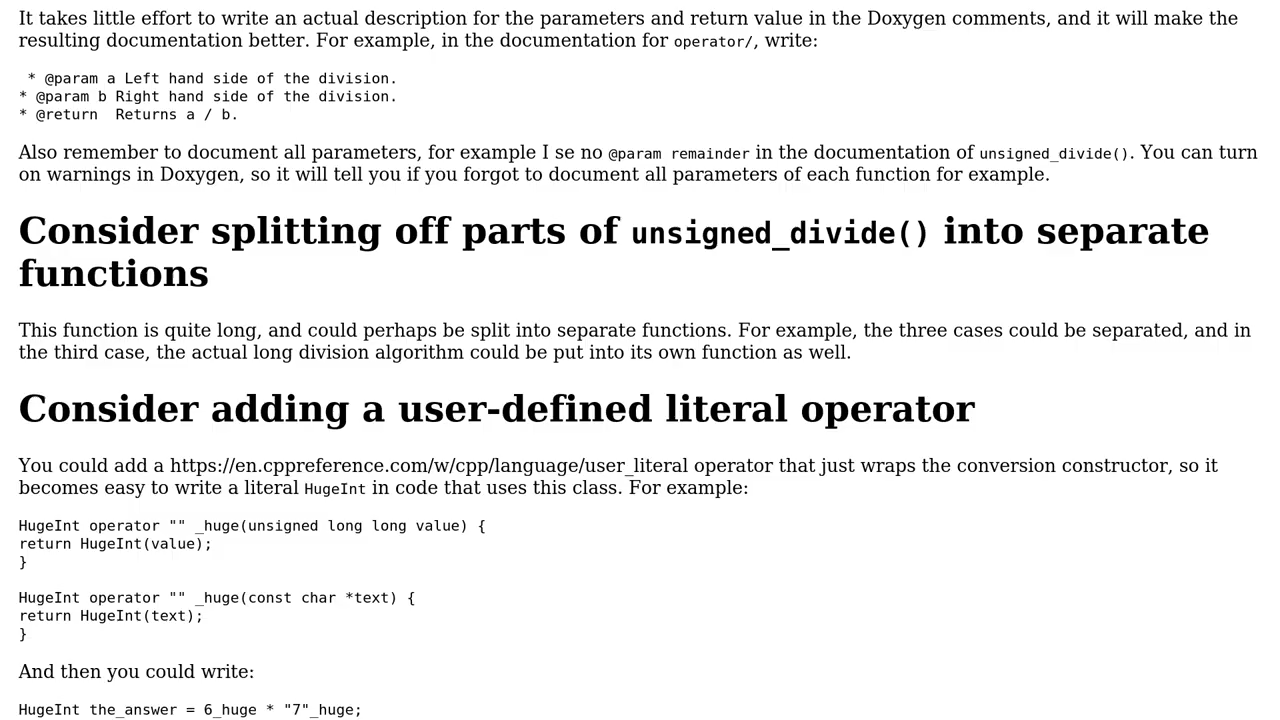 It takes little effort to write an actual description for the parameters and return value in the Doxygen comments, and it will make the
resulting documentation better. For example, in the documentation for operator/, write:
* @param a Left hand side of the division.
* @param b Right hand side of the division.
* @return  Returns a / b.
Also remember to document all parameters, for example I se no @param remainder in the documentation of unsigned_divide(). You can turn
on warnings in Doxygen, so it will tell you if you forgot to document all parameters of each function for example.
Consider splitting off parts of unsigned_divide() into separate
functions
This function is quite long, and could perhaps be split into separate functions. For example, the three cases could be separated, and in
the third case, the actual long division algorithm could be put into its own function as well.
Consider adding a user-defined literal operator
You could add a https://en.cppreference.com/w/cpp/language/user_literal operator that just wraps the conversion constructor, so it
becomes easy to write a literal HugeInt in code that uses this class. For example:
HugeInt operator "" _huge(unsigned long long value) {
return HugeInt(value);
}
HugeInt operator "" _huge(const char *text) {
return HugeInt(text);
}
And then you could write:
HugeInt the_answer = 6_huge * "7"_huge;